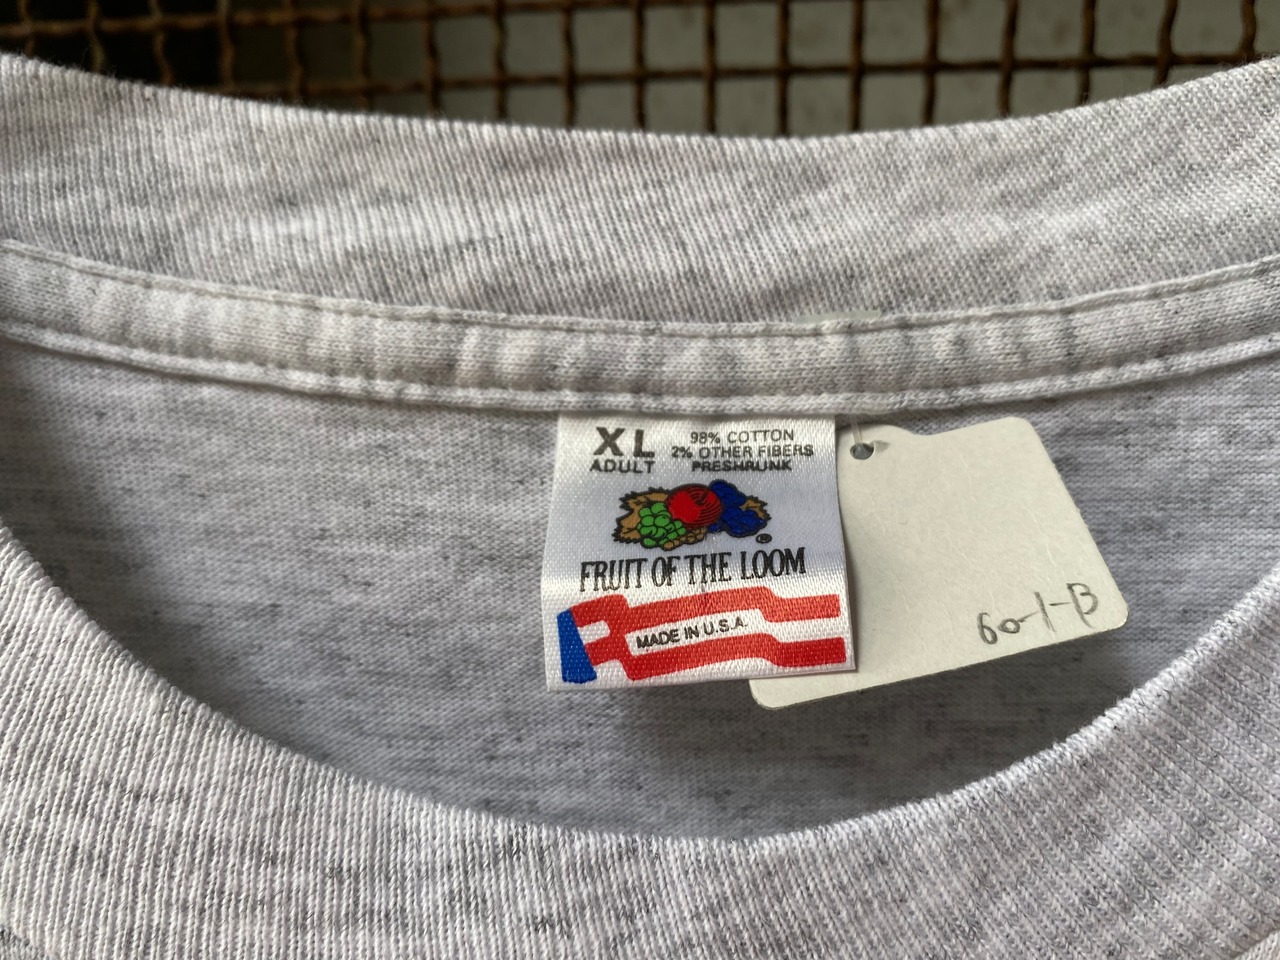 XL
ADULT
98% COTTON
2% OTHER FIBERS
PRESHRUNK
®
FRUIT OF THE LOOM
MADE IN U.S.A.
60-1-B